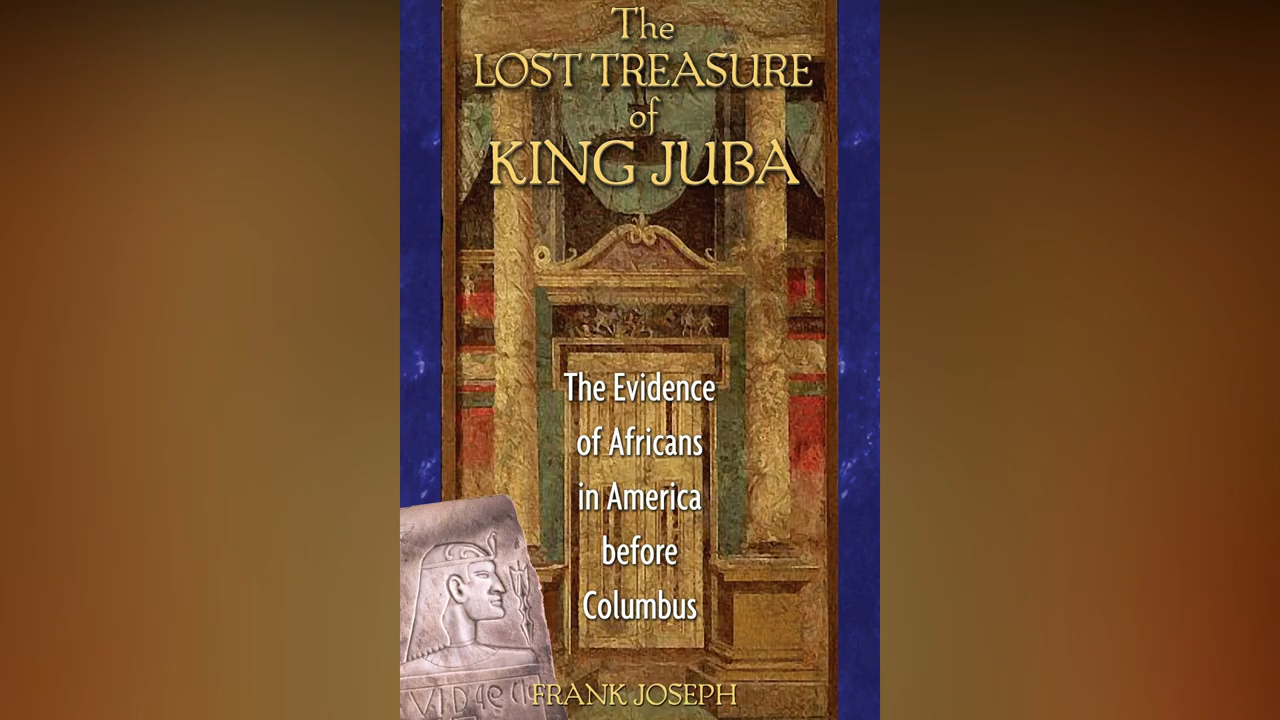 The
LOST TREASURE
of
KING JUBA
The Evidence
of Africans
in America
before
Columbus
FRANK JOSEPH